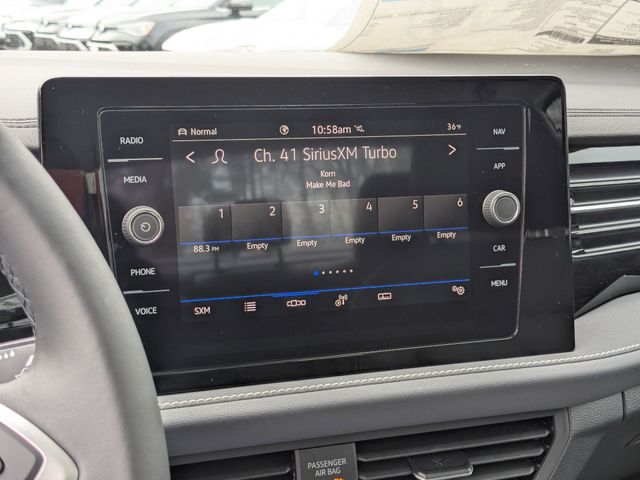 RADIO
MEDIA
PHONE
VOICE
Normal 10:58am 36°F
Ch. 41 SiriusXM Turbo
Korn
Make Me Bad
1 2 3 4 5 6
88.3 FM Empty Empty Empty Empty Empty
SXM
NAV
APP
CAR
MENU
PASSENGER
AIR BAG